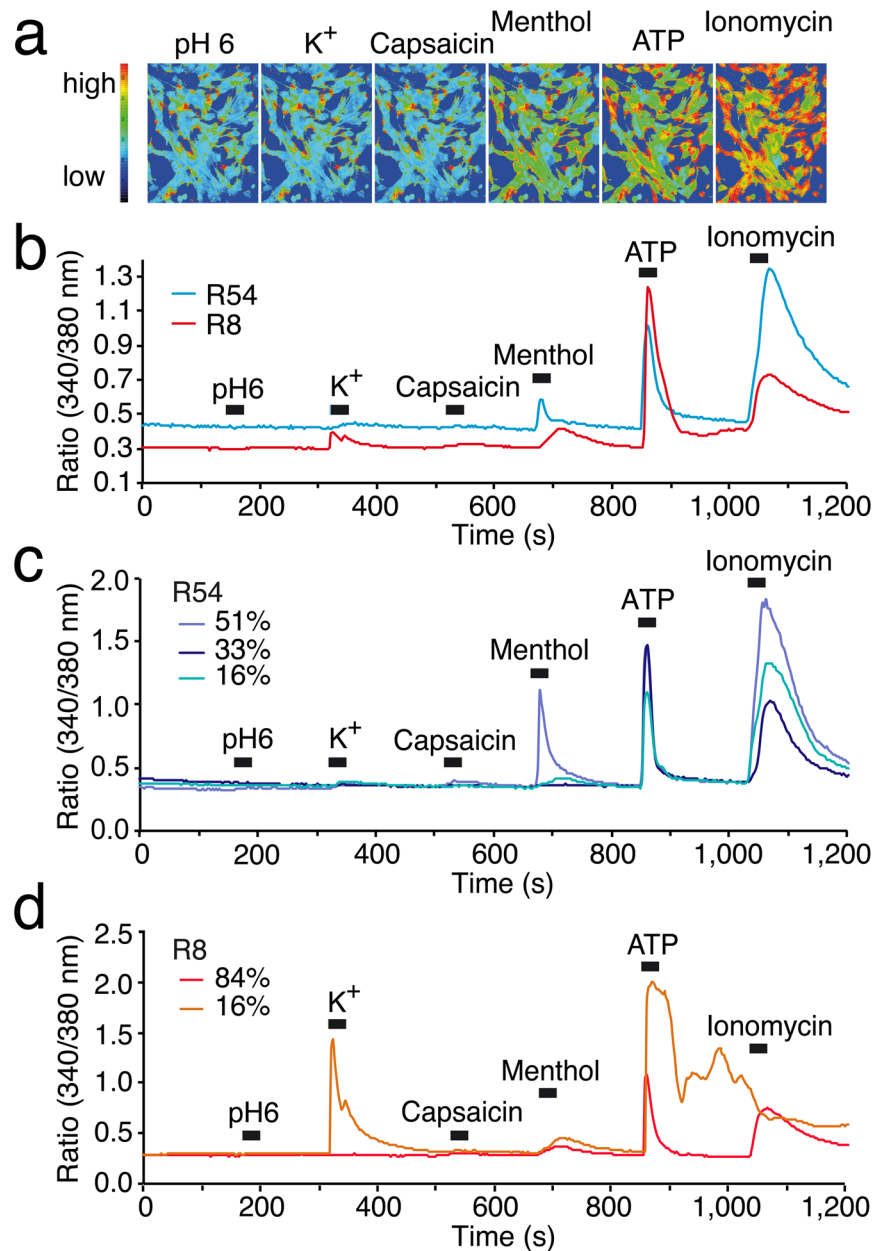 a
pH 6 K⁺ Capsaicin Menthol ATP Ionomycin
high
low
b
Ratio (340/380 nm)
1.3
1.1
0.9
0.7
0.5
0.3
0.1
R54
R8
pH6 K⁺ Capsaicin Menthol ATP Ionomycin
0 200 400 600 800 1,000 1,200
Time (s)
c
Ratio (340/380 nm)
2.0
1.5
1.0
0.5
0.0
R54
51%
33%
16%
pH6 K⁺ Capsaicin Menthol ATP Ionomycin
0 200 400 600 800 1,000 1,200
Time (s)
d
Ratio (340/380 nm)
2.5
2.0
1.5
1.0
0.5
0.0
R8
84%
16%
pH6 K⁺ Capsaicin Menthol ATP Ionomycin
0 200 400 600 800 1,000 1,200
Time (s)